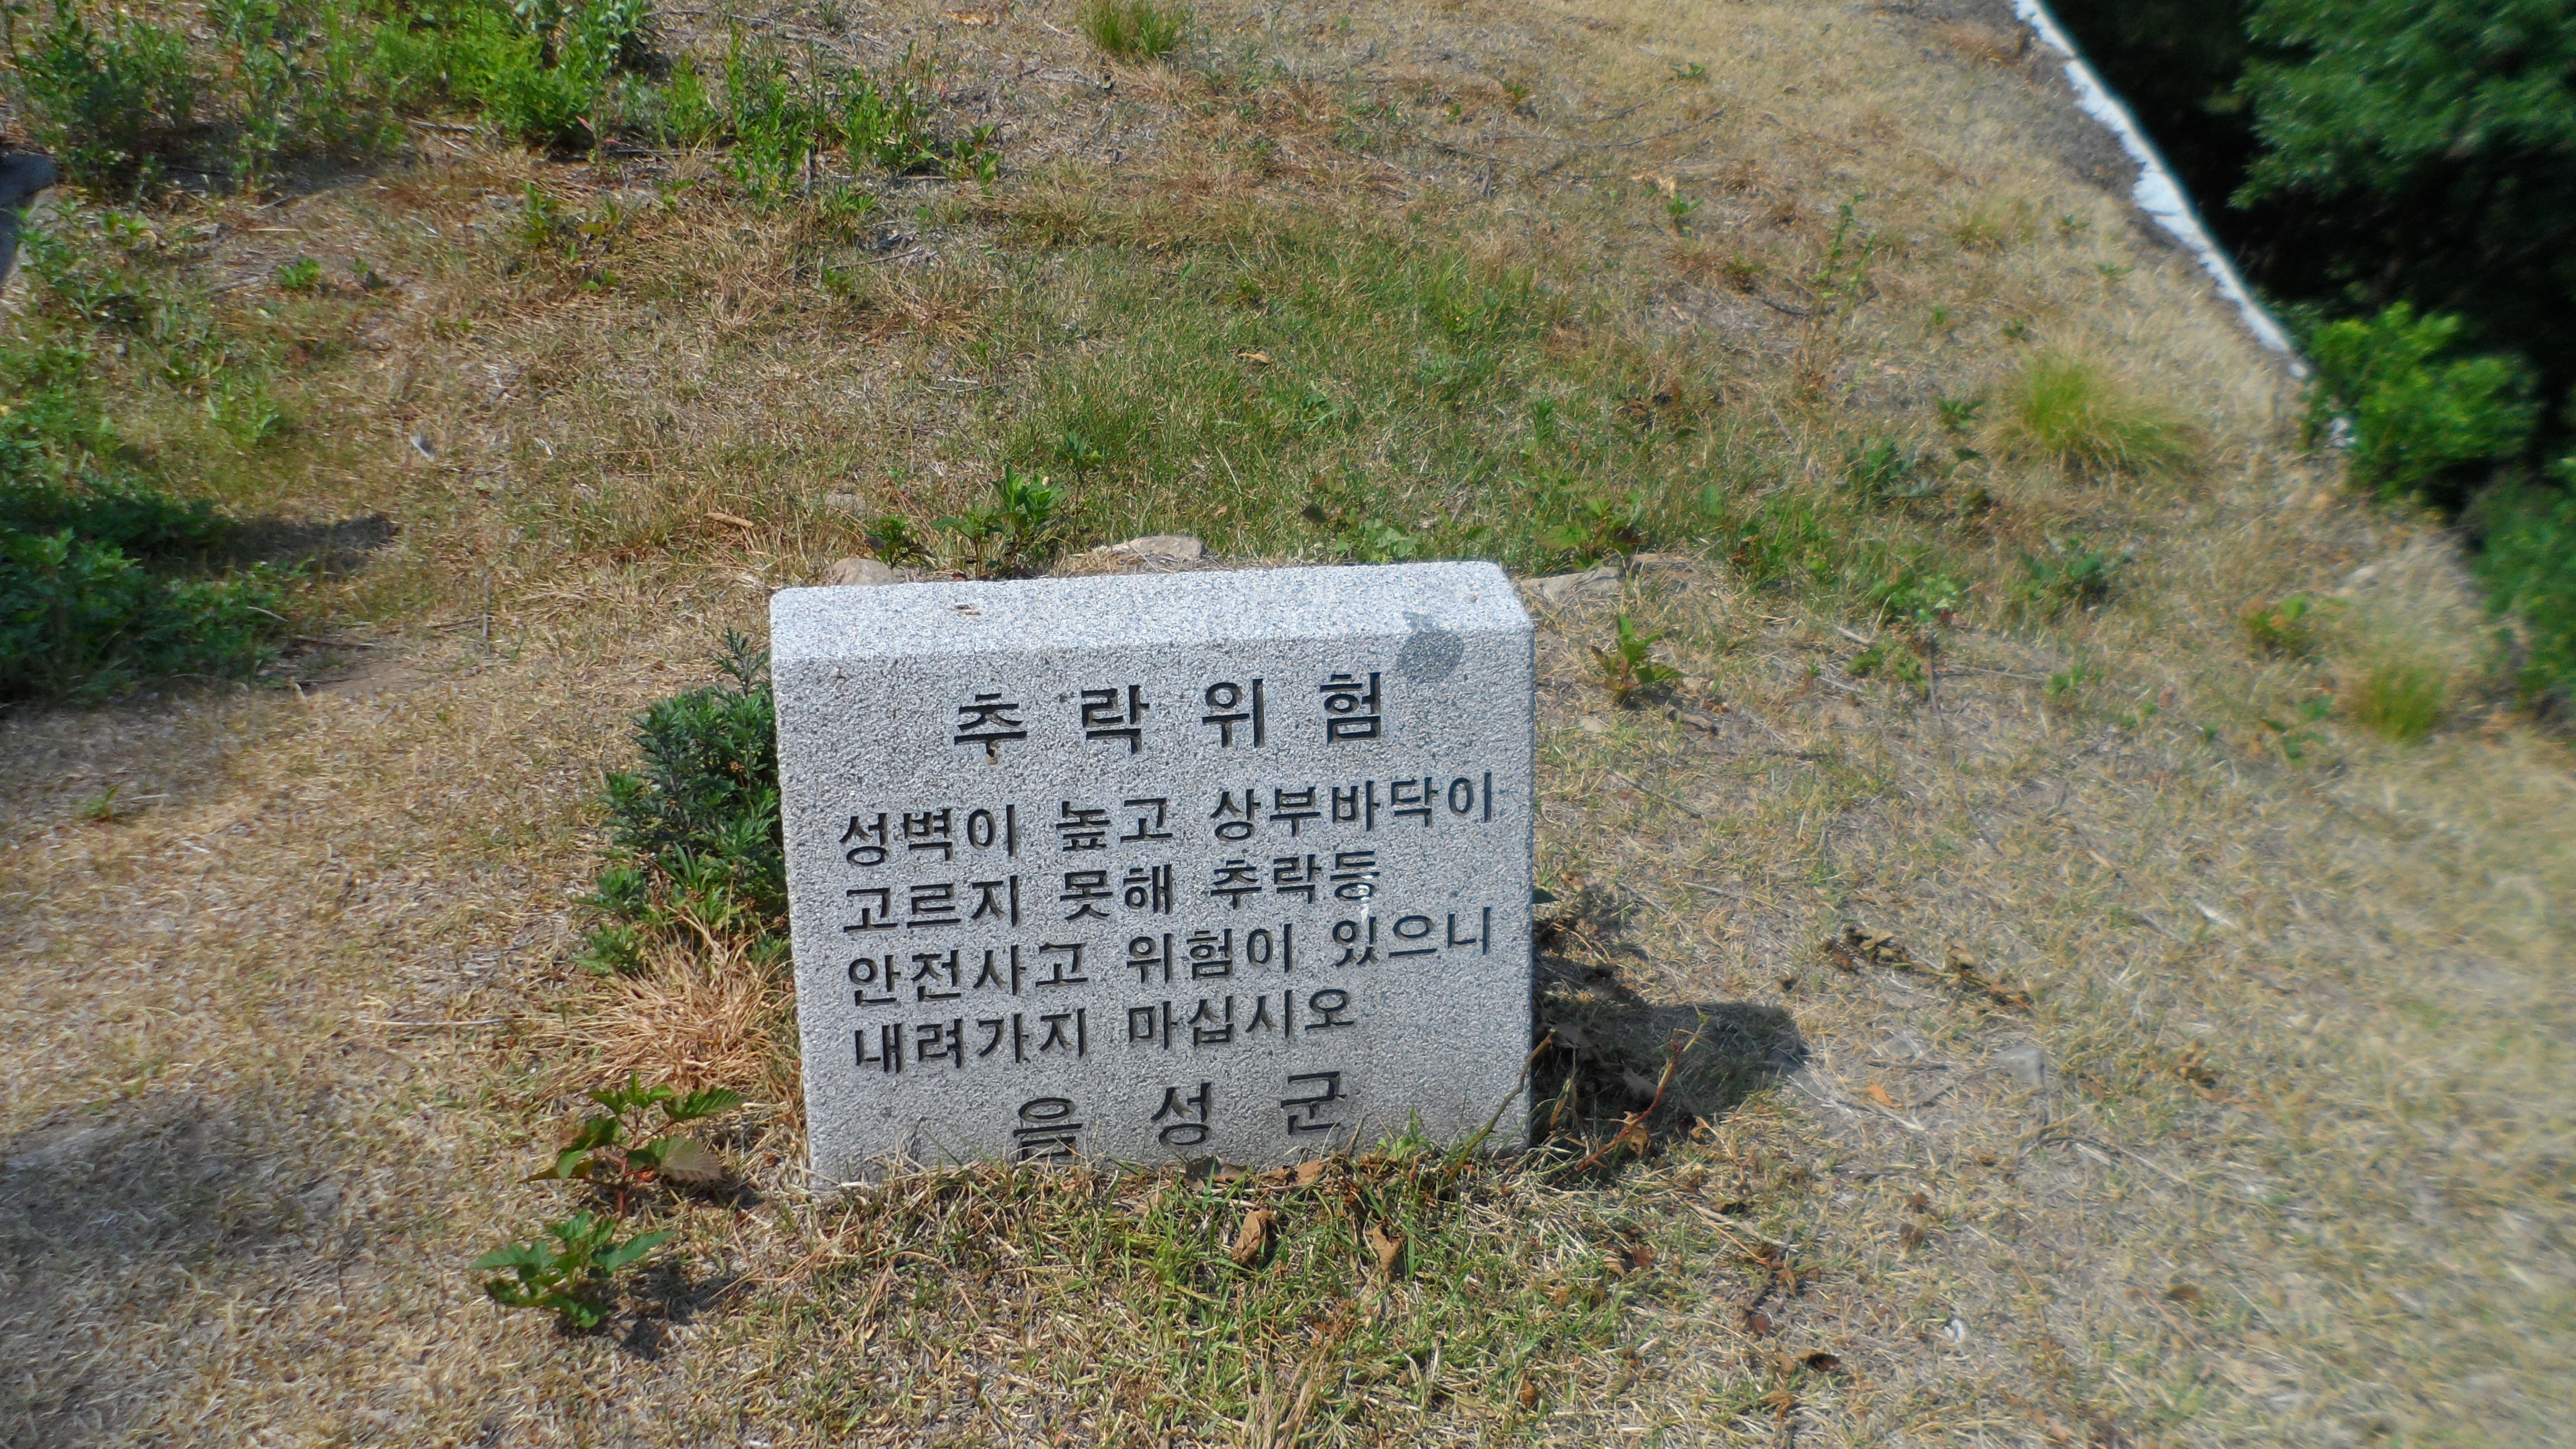 추락위험
성벽이 높고 상부바닥이
고르지 못해 추락등
안전사고 위험이 있으니
내려가지 마십시오
음성군